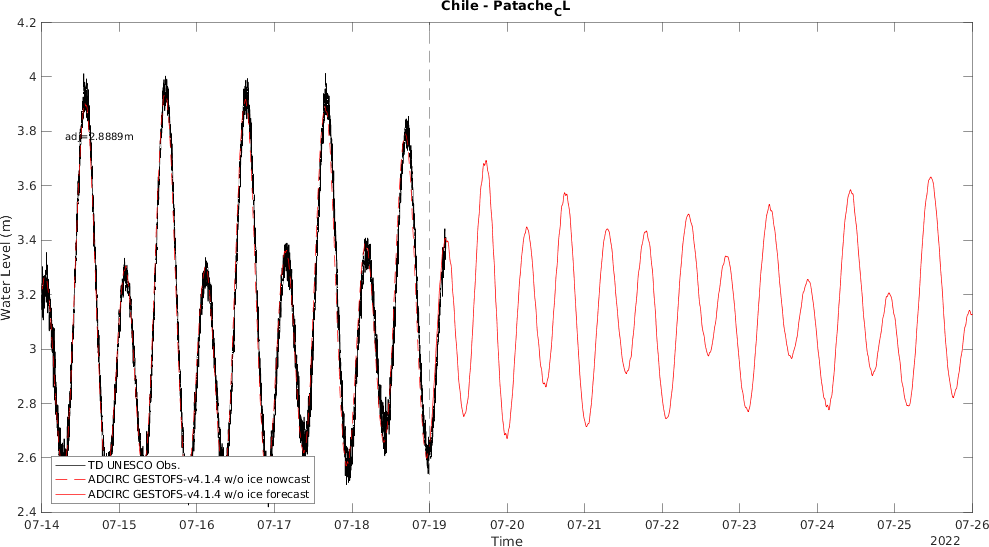 Chile - Patache_CL
4.2
4
3.8
3.6
3.4
3.2
3
2.8
2.6
2.4
Water Level (m)
adj=2.8889m
TD UNESCO Obs.
ADCIRC GESTOFS-v4.1.4 w/o ice nowcast
ADCIRC GESTOFS-v4.1.4 w/o ice forecast
07-14 07-15 07-16 07-17 07-18 07-19 07-20 07-21 07-22 07-23 07-24 07-25 07-26
Time
2022